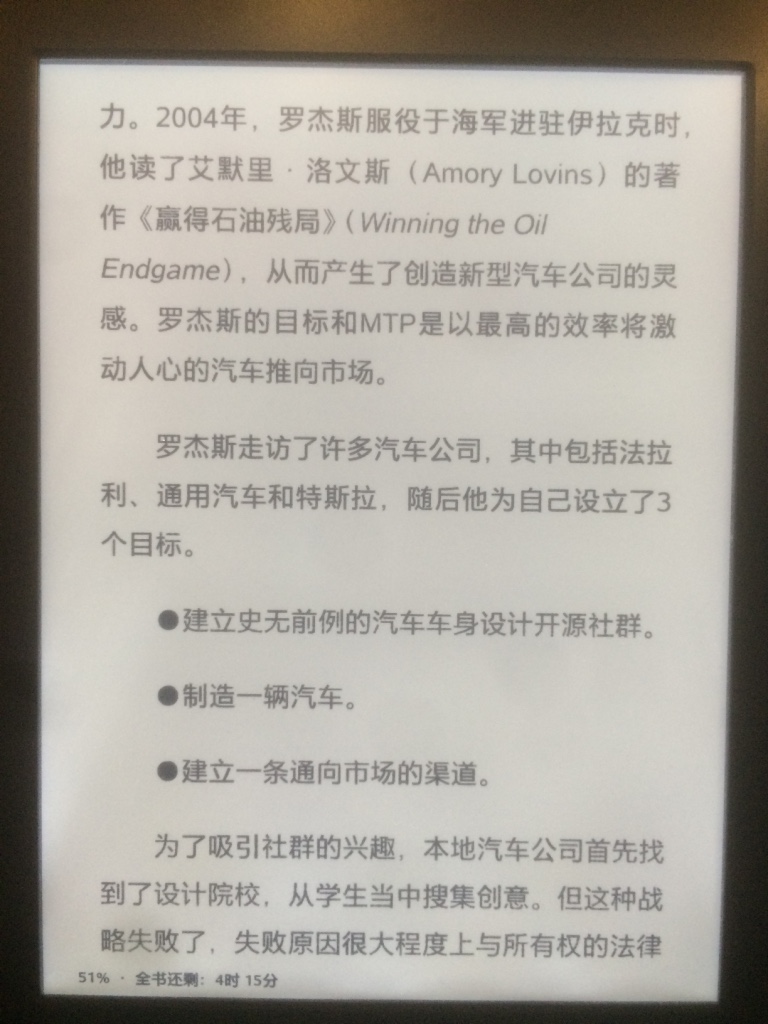 力。2004年，罗杰斯服役于海军进驻伊拉克时，
他读了艾默里·洛文斯（Amory Lovins）的著
作《赢得石油残局》（Winning the Oil
Endgame），从而产生了创造新型汽车公司的灵
感。罗杰斯的目标和MTP是以最高的效率将激
动人心的汽车推向市场。
罗杰斯走访了许多汽车公司，其中包括法拉
利、通用汽车和特斯拉，随后他为自己设立了3
个目标。
●建立史无前例的汽车车身设计开源社群。
●制造一辆汽车。
●建立一条通向市场的渠道。
为了吸引社群的兴趣，本地汽车公司首先找
到了设计院校，从学生当中搜集创意。但这种战
略失败了，失败原因很大程度上与所有权的法律
51% · 全书还剩：4时 15分